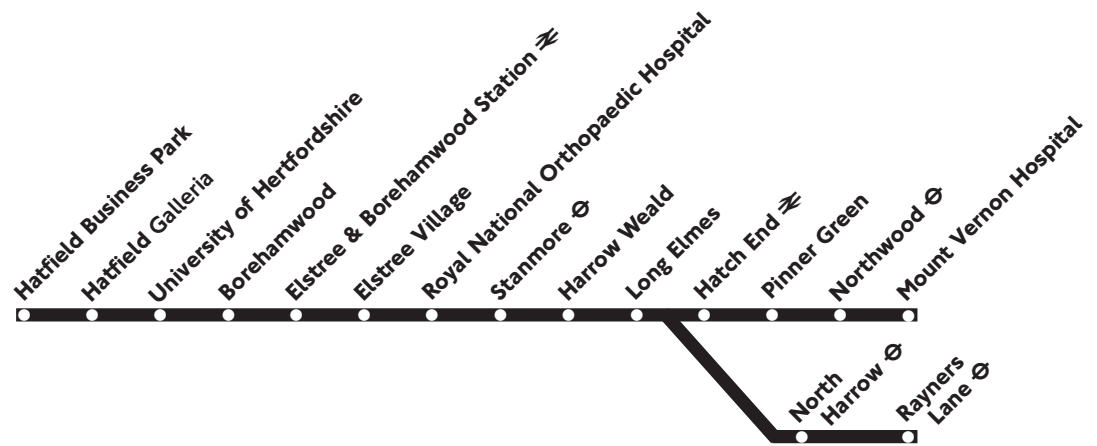 Hatfield Business Park
Hatfield Galleria
University of Hertfordshire
Borehamwood
Elstree & Borehamwood Station
Elstree Village
Royal National Orthopaedic Hospital
Stanmore
Harrow Weald
Long Elmes
Hatch End
Pinner Green
Northwood
Mount Vernon Hospital
North
Harrow
Rayners
Lane